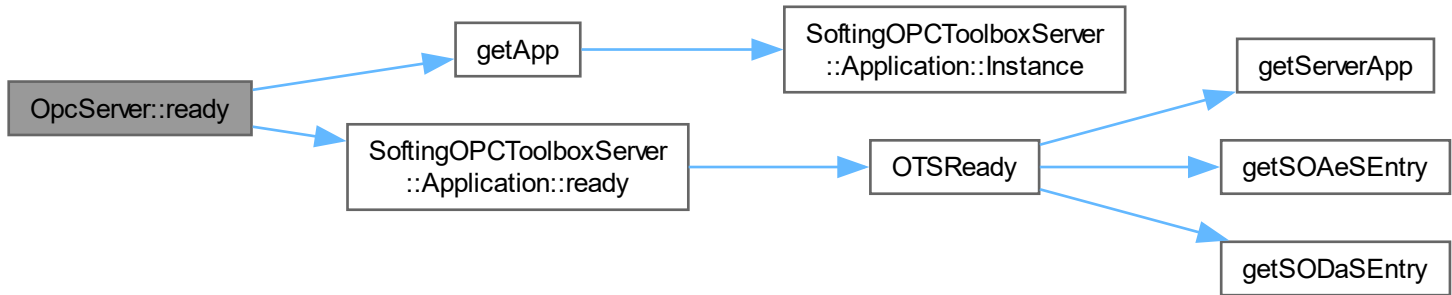 OpcServer::ready
getApp
SoftingOPCToolboxServer
::Application::Instance
SoftingOPCToolboxServer
::Application::ready
OTSReady
getServerApp
getSOAeSEntry
getSODaSEntry